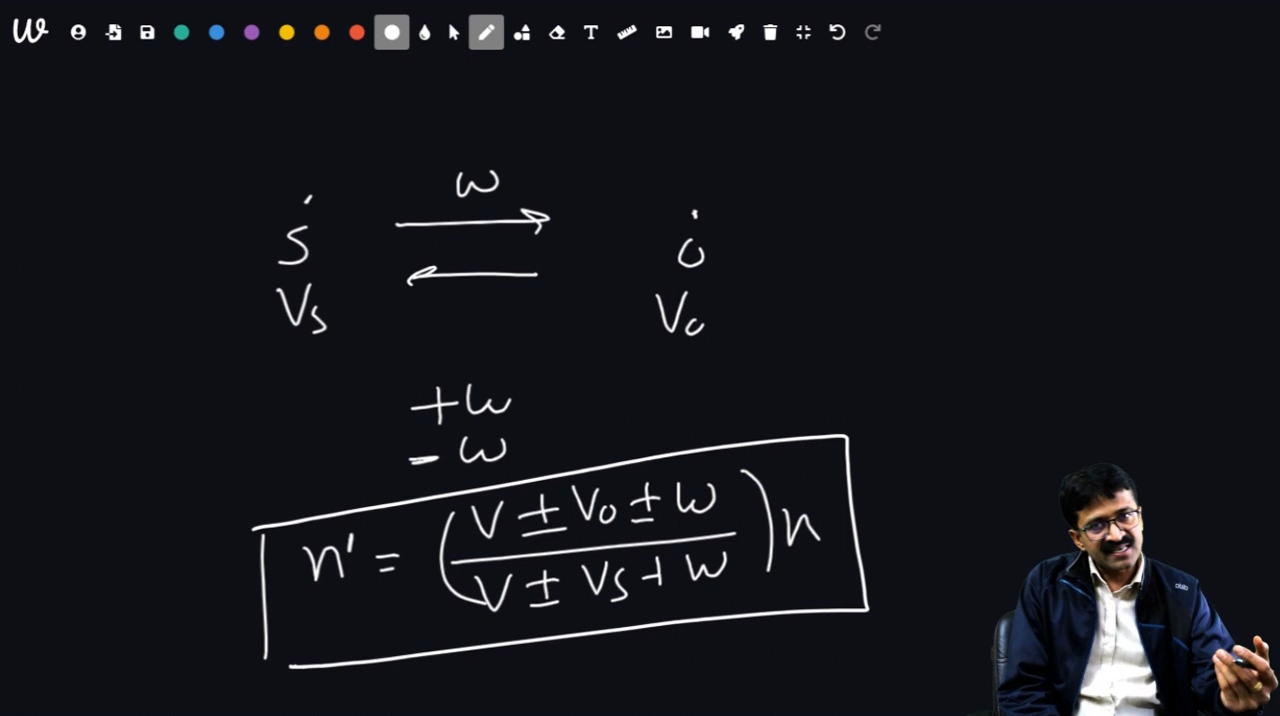 w
S O
Vs Vo
+w
- w
n' = (V ± Vo ± w / V ± Vs + w) n